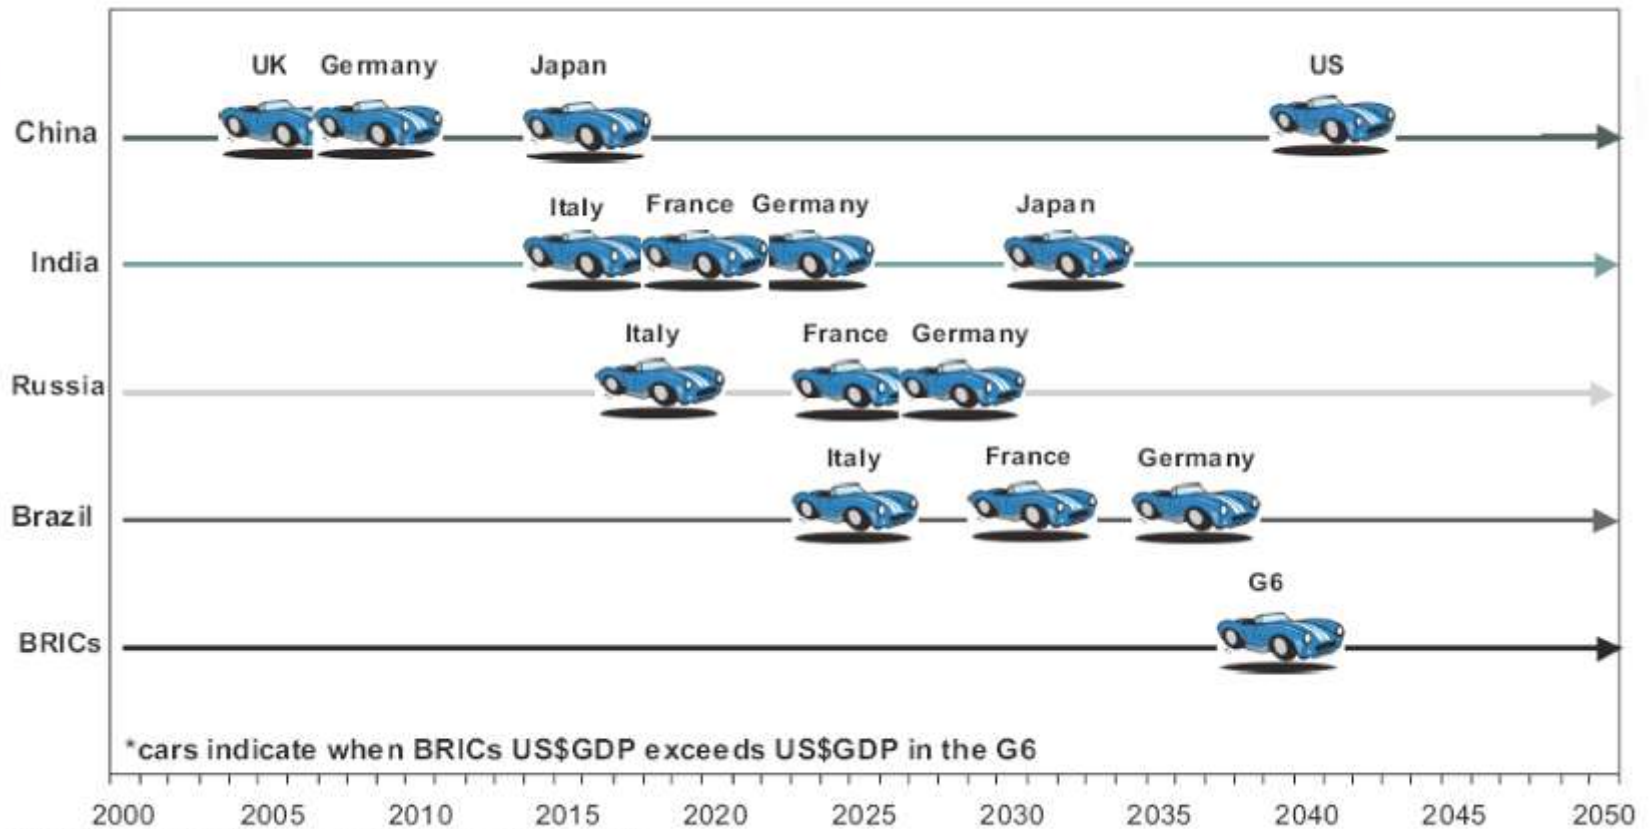 UK Germany Japan US
China
Italy France Germany Japan
India
Italy France Germany
Russia
Italy France Germany
Brazil
G6
BRICs
*cars indicate when BRICs US$GDP exceeds US$GDP in the G6
2000 2005 2010 2015 2020 2025 2030 2035 2040 2045 2050